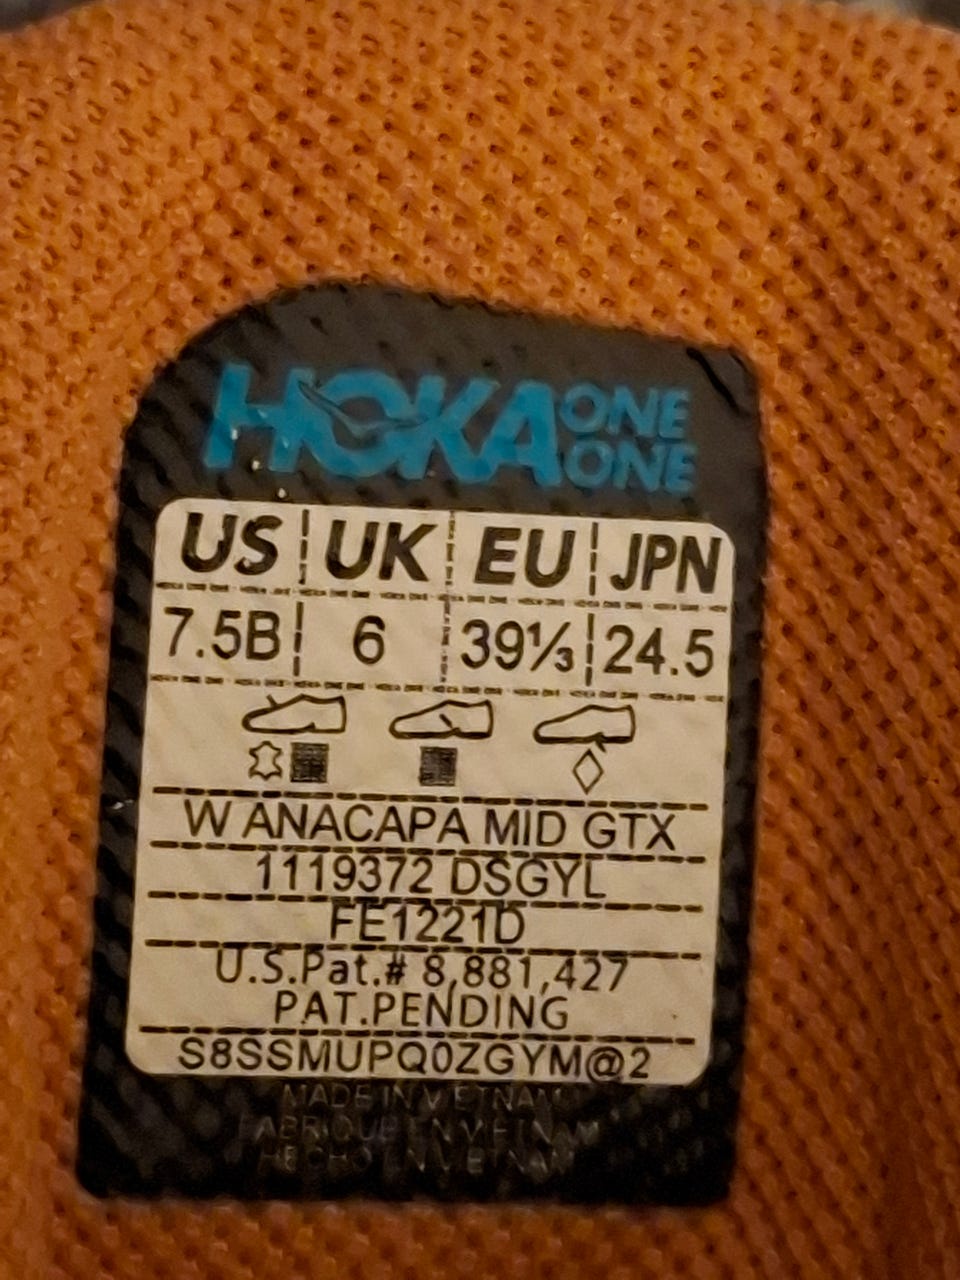 HOKA ONE ONE
US UK EU JPN
7.5B 6 39⅓ 24.5
W ANACAPA MID GTX
1119372 DSGYL
FE1221D
U.S.Pat.# 8,881,427
PAT.PENDING
S8SSMUPQ0ZGYM@2
MADE IN VIETNAM
FABRIQUE EN VIETNAM
HECHO EN VIETNAM